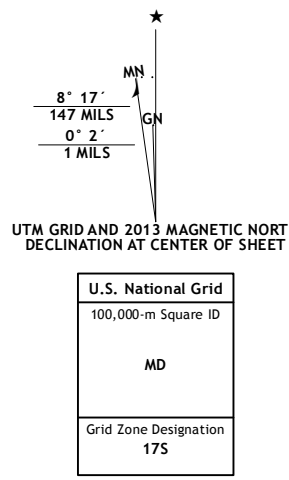 ★
MN
8° 17´
147 MILS
GN
0° 2´
1 MILS
UTM GRID AND 2013 MAGNETIC NORT
DECLINATION AT CENTER OF SHEET
U.S. National Grid
100,000-m Square ID
MD
Grid Zone Designation
17S